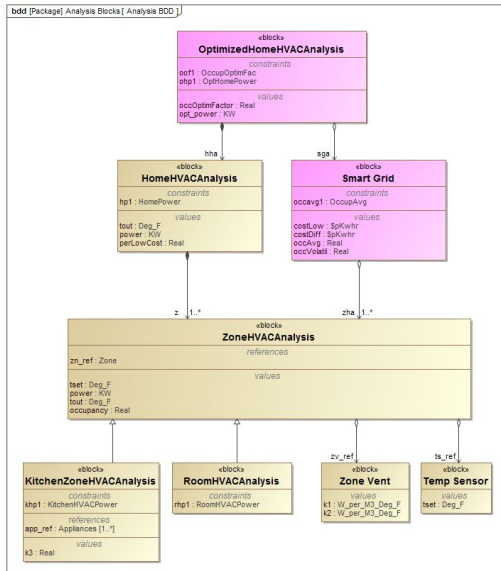 bdd [Package] Analysis Blocks [ Analysis BDD ]
«block»
OptimizedHomeHVACAnalysis
constraints
oof1 : OccupOptimFac
ohp1 : OptHomePower
values
occOptimFactor : Real
opt_power : KW
hha
sga
«block»
HomeHVACAnalysis
constraints
hp1 : HomePower
values
tout : Deg_F
power : KW
perLowCost : Real
«block»
Smart Grid
constraints
occavg1 : OccupAvg
values
costLow : $pKwhr
costDiff : $pKwhr
occAvg : Real
occVolatil : Real
z 1..*
zha 1..*
«block»
ZoneHVACAnalysis
references
zn_ref : Zone
values
tset : Deg_F
power : KW
tout : Deg_F
occupancy : Real
zv_ref
ts_ref
«block»
KitchenZoneHVACAnalysis
constraints
khp1 : KitchenHVACPower
references
app_ref : Appliances [1..*]
values
k3 : Real
«block»
RoomHVACAnalysis
constraints
rhp1 : RoomHVACPower
«block»
Zone Vent
values
k1 : W_per_M3_Deg_F
k2 : W_per_M3_Deg_F
«block»
Temp Sensor
values
tset : Deg_F